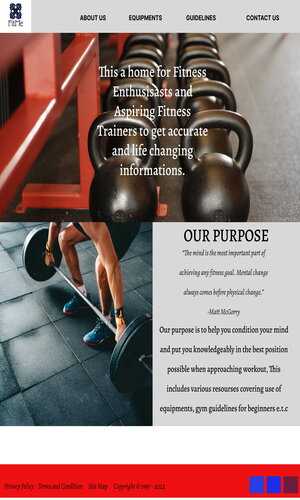 FitMe
ABOUT US EQUIPMENTS GUIDELINES CONTACT US
This a home for Fitness
Enthusisasts and
Aspiring Fitness
Trainers to get accurate
and life changing
informations.
OUR PURPOSE
"The mind is the most important part of
achieving any fitness goal. Mental change
always comes before physical change."
-Matt McGorry
Our purpose is to help you condition your mind
and put you knowledgeably in the best position
possible when approaching workout, This
includes various resourses covering use of
equipments, gym guidelines for beginners e.t.c
Privacy Policy Terms and Condition Site Map Copyright © 1997 - 2022